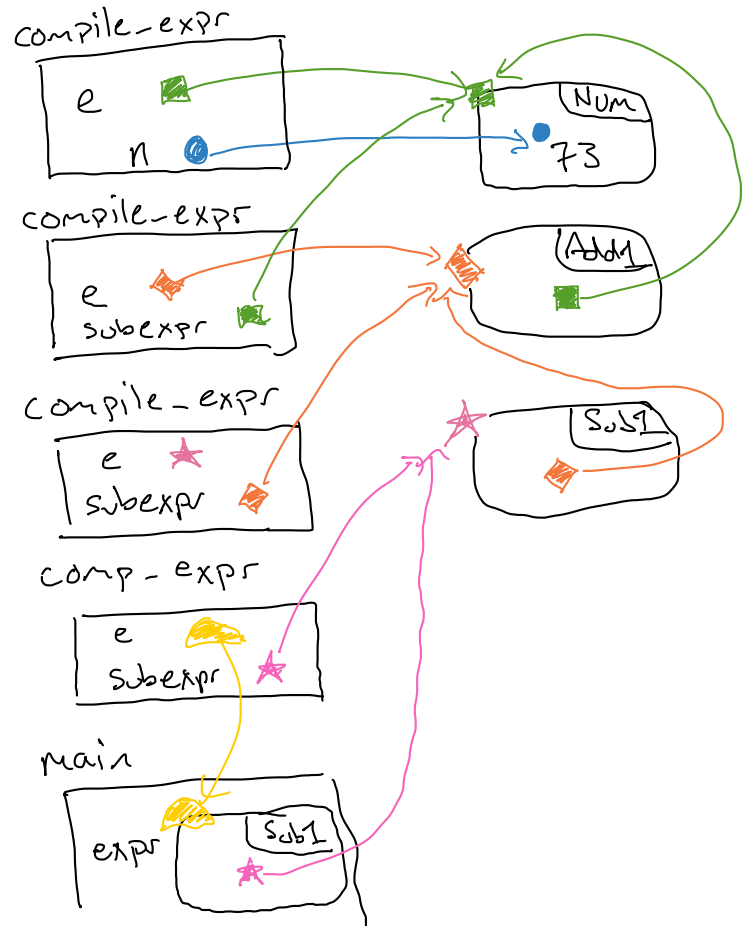 compile_expr
e
n
Num
73
compile_expr
e
subexpr
Add1
compile_expr
e
subexpr
Sub1
comp_expr
e
subexpr
main
expr
Sub1